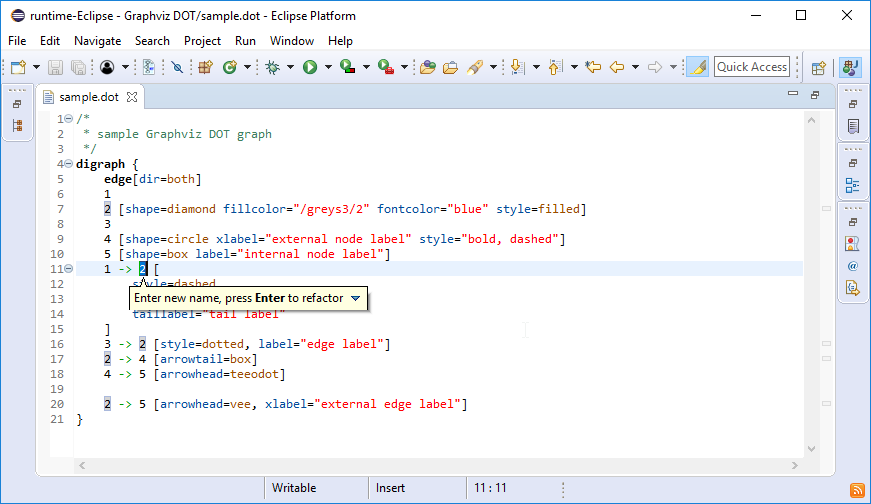 runtime-Eclipse - Graphviz DOT/sample.dot - Eclipse Platform
File Edit Navigate Search Project Run Window Help
Quick Access
sample.dot
1 /*
2 * sample Graphviz DOT graph
3 */
4 digraph {
5 edge[dir=both]
6 1
7 2 [shape=diamond fillcolor="/greys3/2" fontcolor="blue" style=filled]
8 3
9 4 [shape=circle xlabel="external node label" style="bold, dashed"]
10 5 [shape=box label="internal node label"]
11 1 -> 2 [
12 style=dashed
13 Enter new name, press Enter to refactor
14 taillabel="tail label"
15 ]
16 3 -> 2 [style=dotted, label="edge label"]
17 2 -> 4 [arrowtail=box]
18 4 -> 5 [arrowhead=teeodot]
19
20 2 -> 5 [arrowhead=vee, xlabel="external edge label"]
21 }
Writable Insert 11 : 11